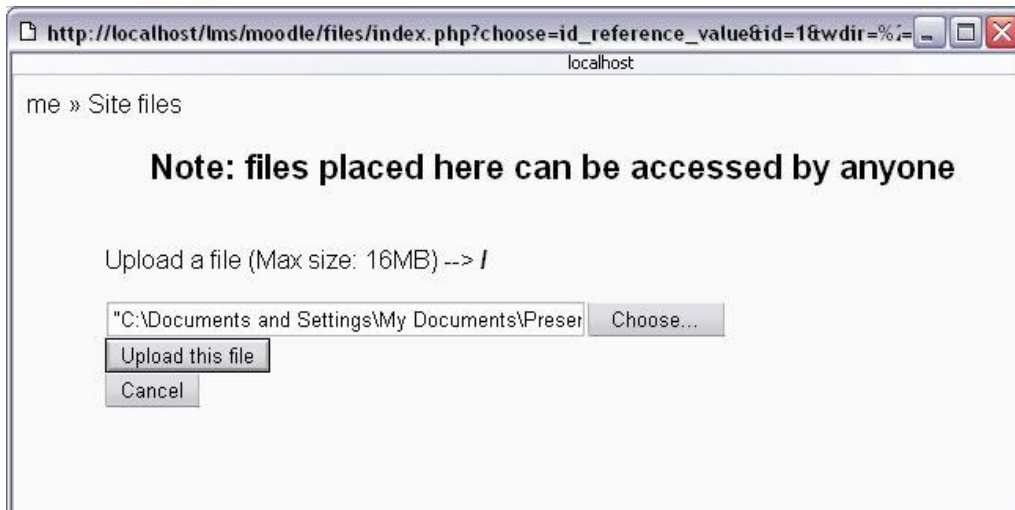 http://localhost/lms/moodle/files/index.php?choose=id_reference_value&id=1&wdir=%2=
localhost
me » Site files
Note: files placed here can be accessed by anyone
Upload a file (Max size: 16MB) --> /
"C:\Documents and Settings\My Documents\Preser Choose...
Upload this file
Cancel